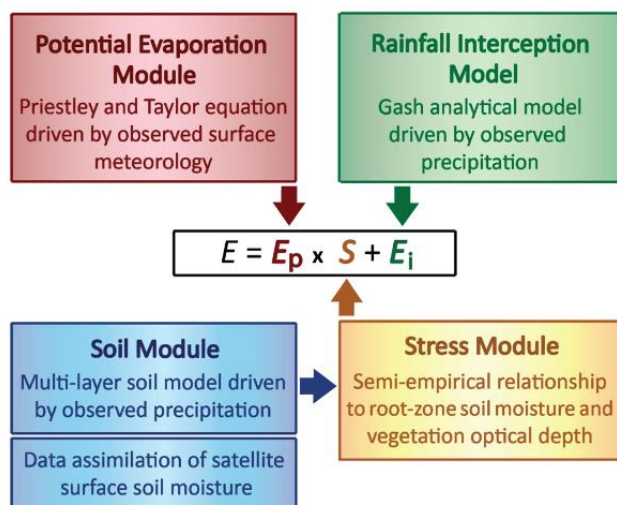 Potential Evaporation
Module
Priestley and Taylor equation
driven by observed surface
meteorology
Rainfall Interception
Model
Gash analytical model
driven by observed
precipitation
E = Ep x S + Ei
Soil Module
Multi-layer soil model driven
by observed precipitation
Data assimilation of satellite
surface soil moisture
Stress Module
Semi-empirical relationship
to root-zone soil moisture and
vegetation optical depth